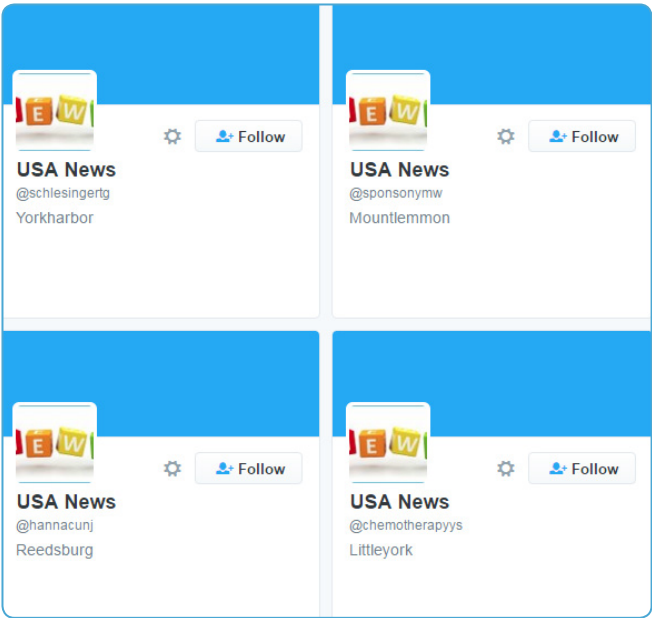 EW
Follow
USA News
@schlesingertg
Yorkharbor
EW
Follow
USA News
@sponsonymw
Mountlemmon
EW
Follow
USA News
@hannacunj
Reedsburg
EW
Follow
USA News
@chemotherapyys
Littleyork